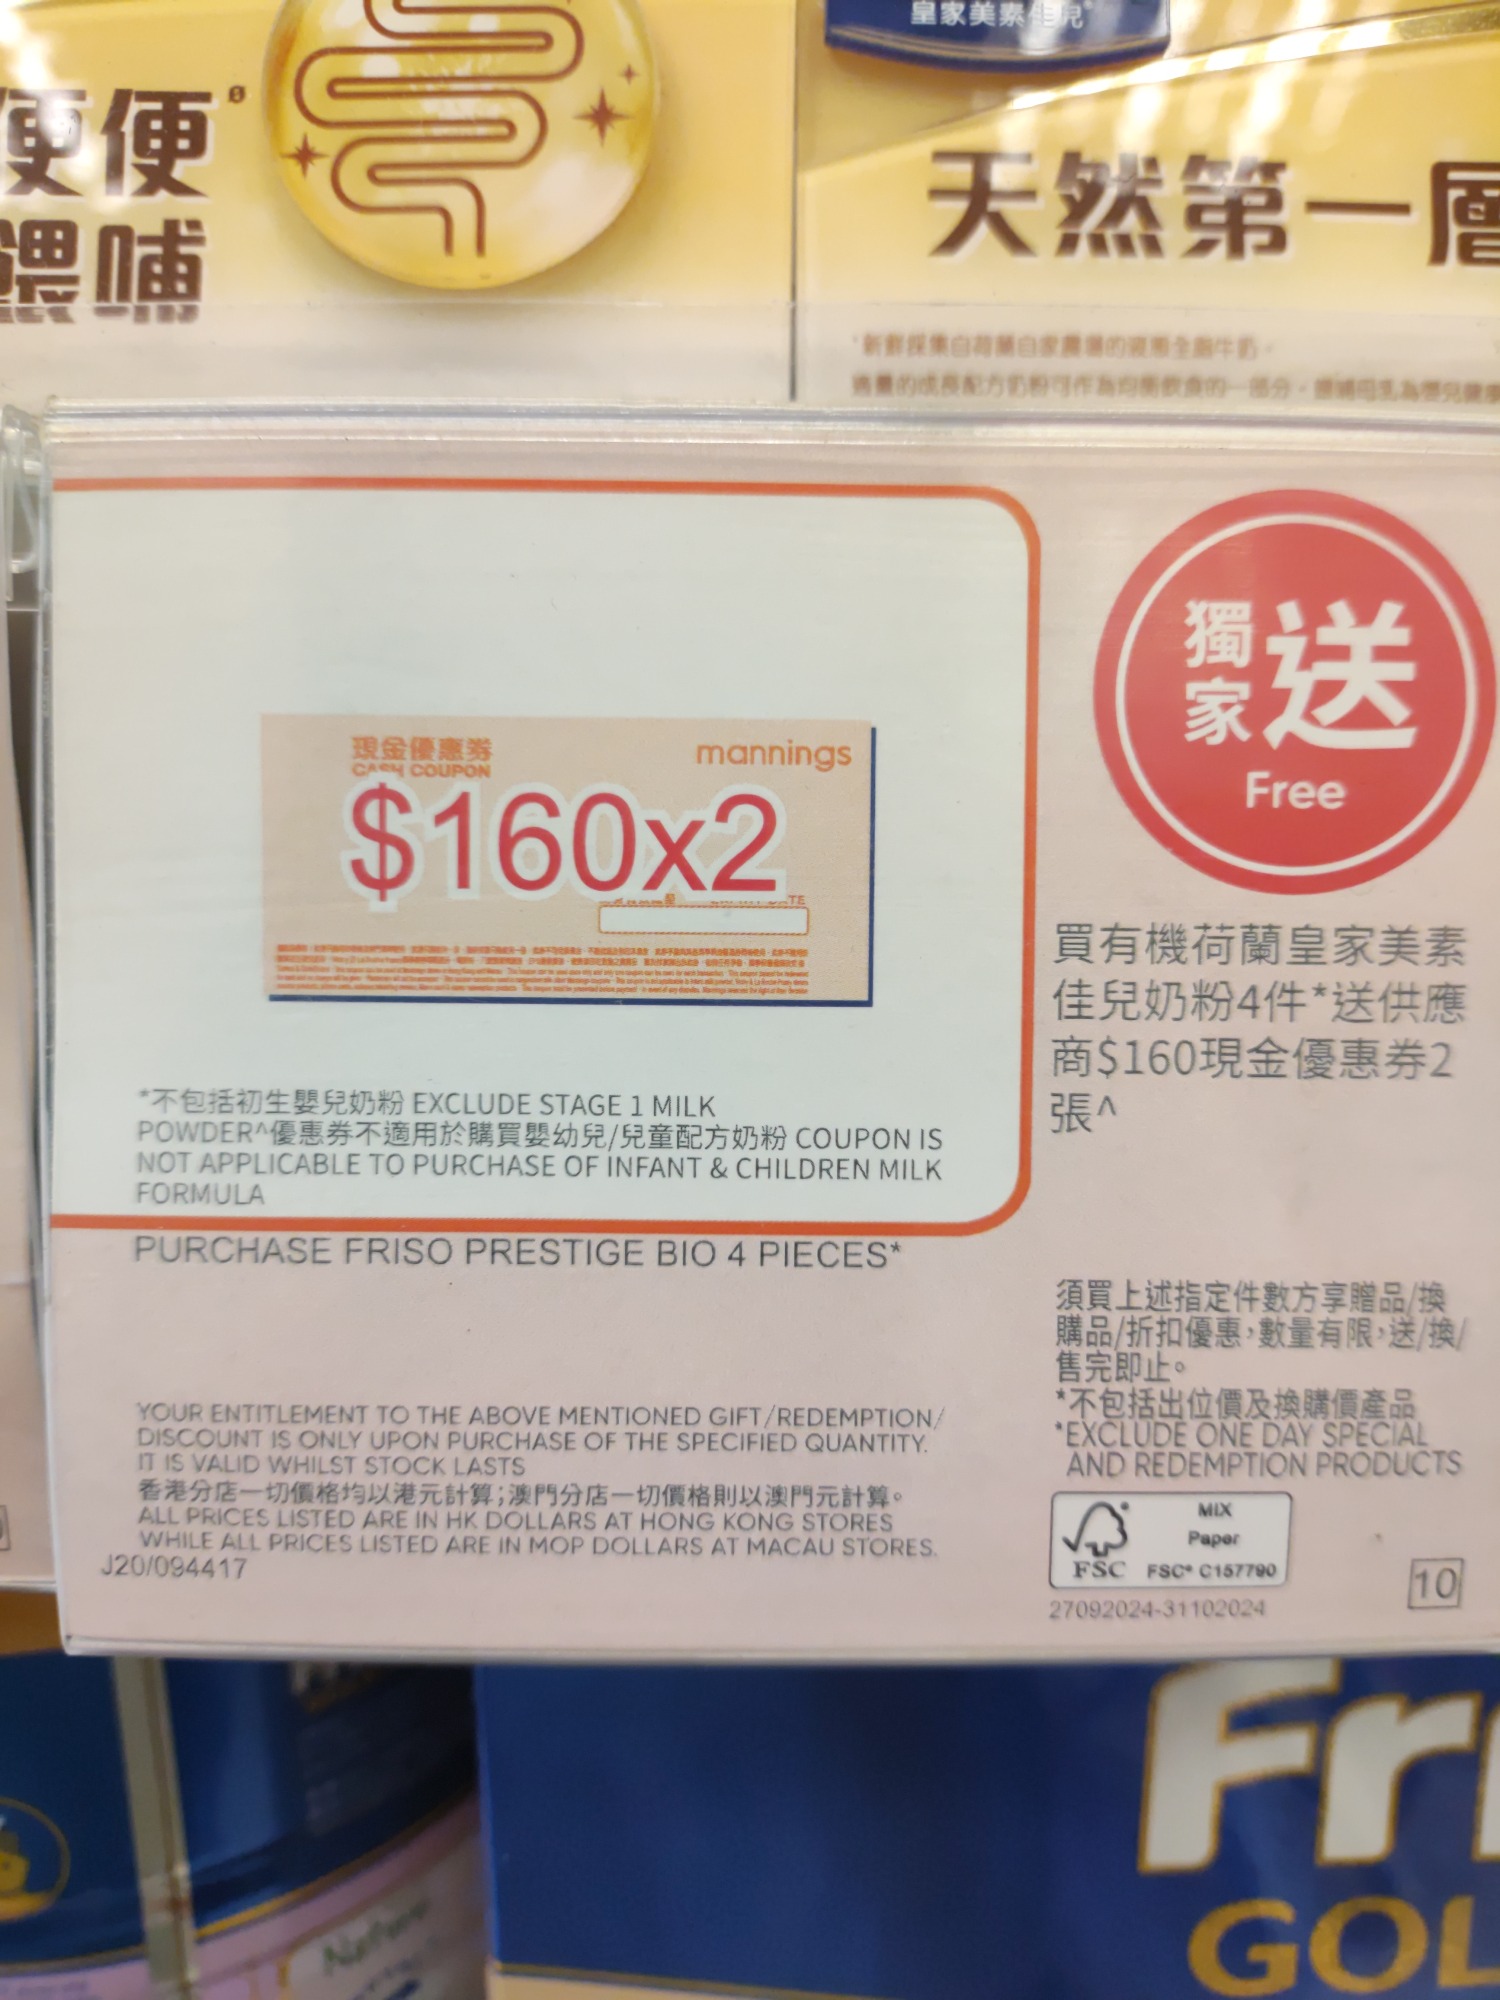 皇家美素佳兒
便便
餵哺
天然第一層
現金優惠券
CASH COUPON
mannings
$160x2
獨家
送
Free
*不包括初生嬰兒奶粉 EXCLUDE STAGE 1 MILK
POWDER^優惠券不適用於購買嬰幼兒/兒童配方奶粉 COUPON IS
NOT APPLICABLE TO PURCHASE OF INFANT & CHILDREN MILK
FORMULA
PURCHASE FRISO PRESTIGE BIO 4 PIECES*
買有機荷蘭皇家美素
佳兒奶粉4件*送供應
商$160現金優惠券2
張^
須買上述指定件數方享贈品/換
購品/折扣優惠，數量有限，送/換/
售完即止。
*不包括出位價及換購價產品
*EXCLUDE ONE DAY SPECIAL
AND REDEMPTION PRODUCTS
YOUR ENTITLEMENT TO THE ABOVE MENTIONED GIFT/REDEMPTION/
DISCOUNT IS ONLY UPON PURCHASE OF THE SPECIFIED QUANTITY.
IT IS VALID WHILST STOCK LASTS
香港分店一切價格均以港元計算；澳門分店一切價格則以澳門元計算。
ALL PRICES LISTED ARE IN HK DOLLARS AT HONG KONG STORES
WHILE ALL PRICES LISTED ARE IN MOP DOLLARS AT MACAU STORES.
J20/094417
FSC
MIX
Paper
FSC® C157790
27092024-31102024
10
Fri
GOL